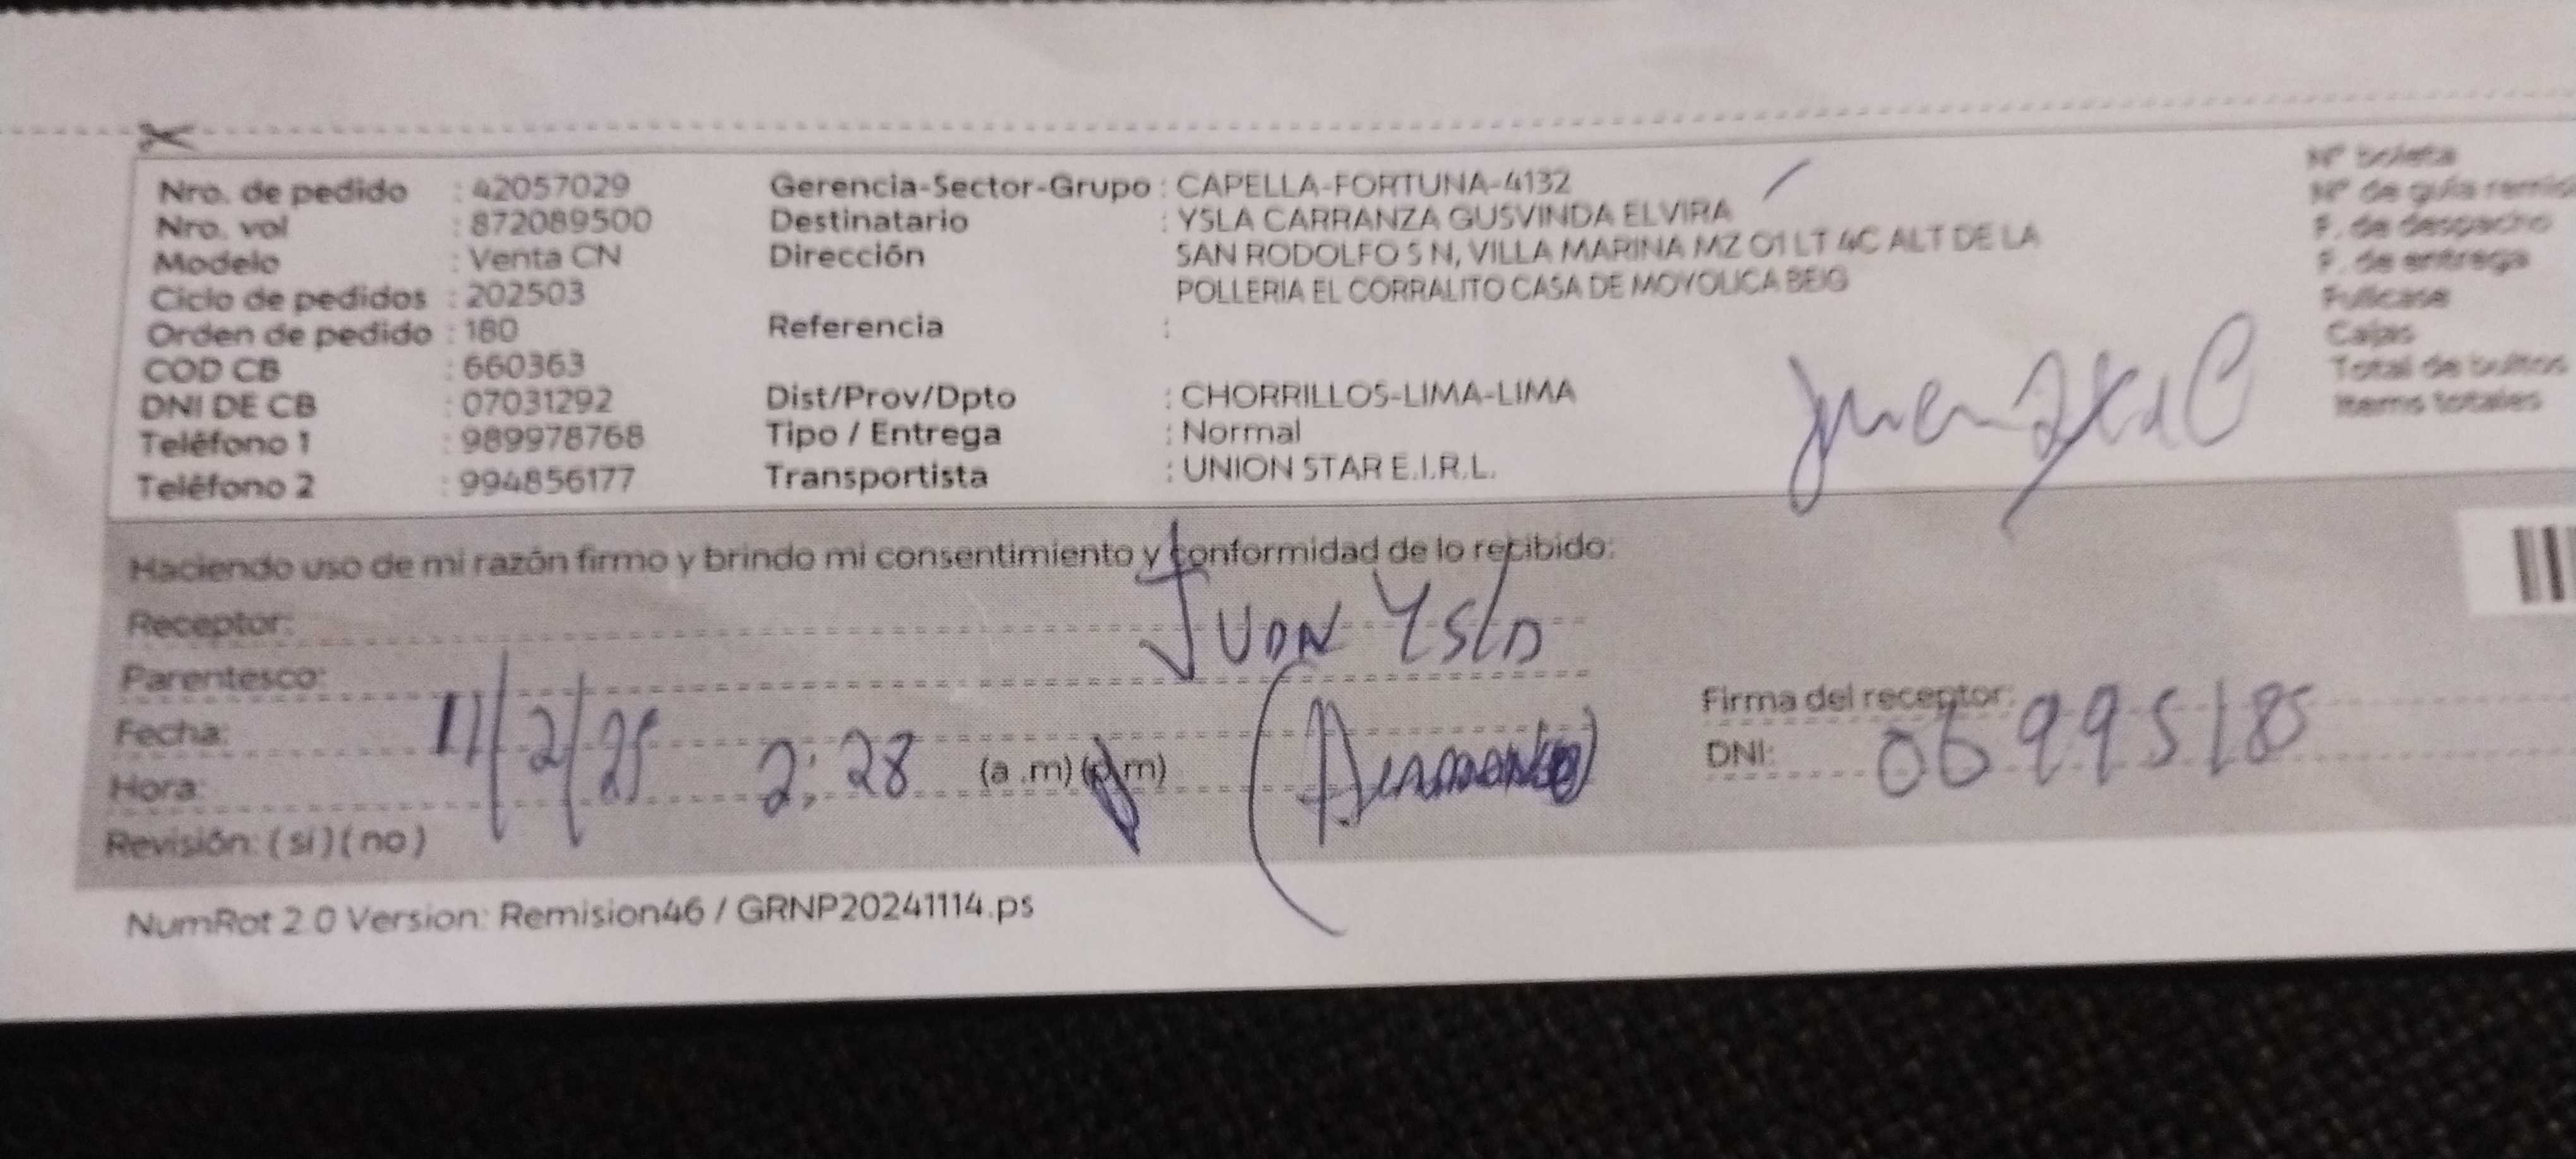 Nro. de pedido : 42057029 Gerencia-Sector-Grupo : CAPELLA-FORTUNA-4132 Nº boleta
Nro. vol : 872089500 Destinatario : YSLA CARRANZA GUSVINDA ELVIRA Nº de guía remis
Modelo : Venta CN Dirección SAN RODOLFO S N, VILLA MARINA MZ O1 LT 4C ALT DE LA F. de despacho
Ciclo de pedidos : 202503 POLLERIA EL CORRALITO CASA DE MOYOLICA BEIG F. de entrega
Orden de pedido : 180 Referencia : Fullcase
COD CB : 660363 Cajas
DNI DE CB : 07031292 Dist/Prov/Dpto : CHORRILLOS-LIMA-LIMA Total de bultos
Teléfono 1 : 989978768 Tipo / Entrega : Normal Items totales
Teléfono 2 : 994856177 Transportista : UNION STAR E.I.R.L.
Haciendo uso de mi razón firmo y brindo mi consentimiento y conformidad de lo recibido:
Receptor: JUAN YSLA
Parentesco:
Firma del receptor:
Fecha: 11/2/25
DNI: 06995185
Hora: 2:28 (a .m) (p.m)
Revisión: ( si ) ( no )
NumRot 2.0 Version: Remision46 / GRNP20241114.ps